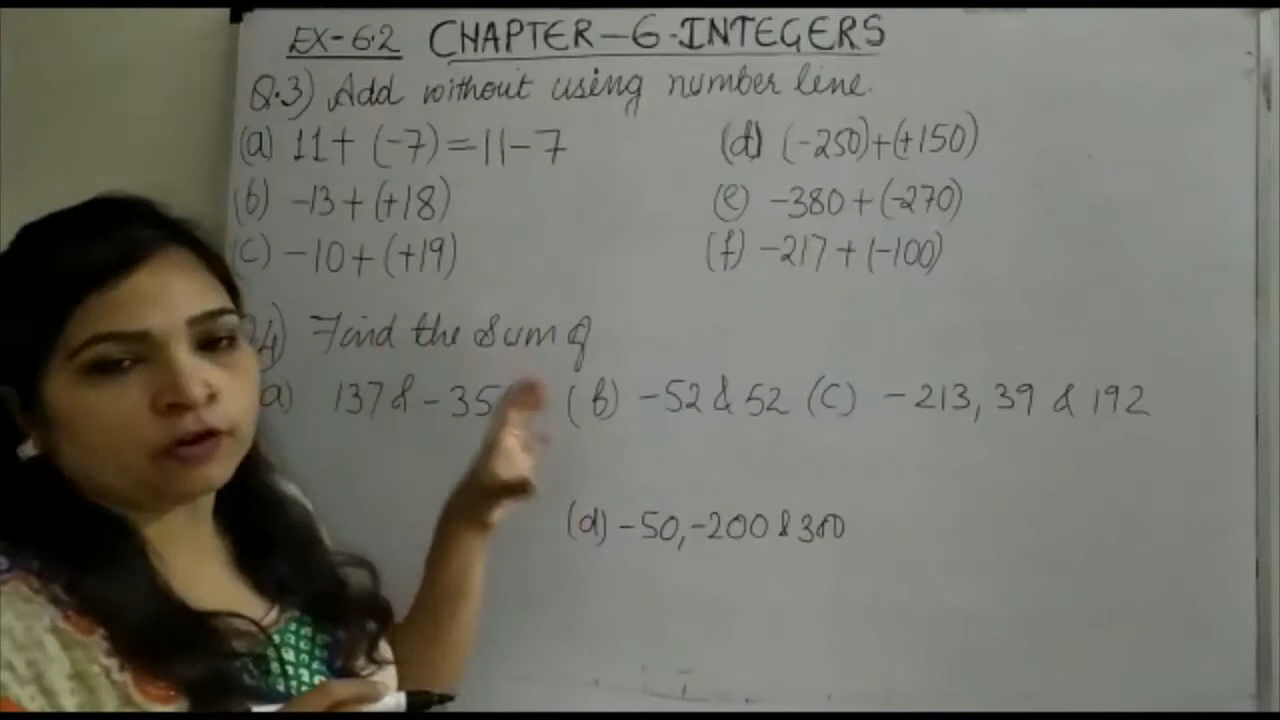 EX-6.2 CHAPTER-6-INTEGERS
Q.3) Add without using number line.
(a) 11+ (-7)=11-7 (d) (-250)+(+150)
(b) -13+(+18) (e) -380+(-270)
(c) -10+(+19) (f) -217+(-100)
4) Find the Sum of
a) 137 & -35 (b) -52 & 52 (C) -213, 39 & 192
(d) -50,-200 & 300